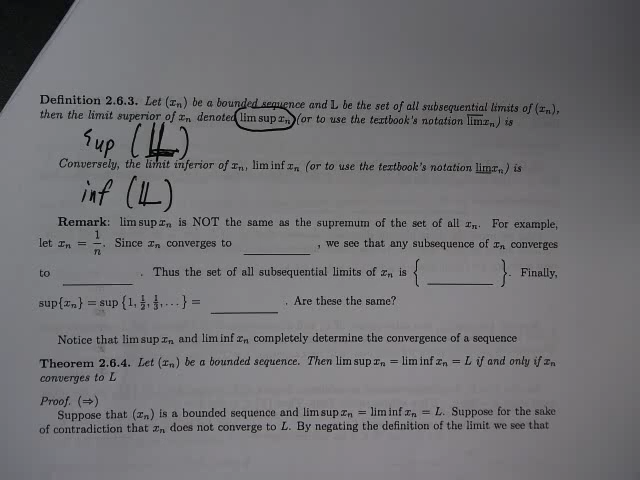 Definition 2.6.3. Let (xₙ) be a bounded sequence and 𝕃 be the set of all subsequential limits of (xₙ),
then the limit superior of xₙ denoted lim sup xₙ (or to use the textbook's notation l̅i̅m̅xₙ) is
sup (𝕃)
Conversely, the limit inferior of xₙ, lim inf xₙ (or to use the textbook's notation l̲i̲m̲xₙ) is
inf (𝕃)
Remark: lim sup xₙ is NOT the same as the supremum of the set of all xₙ. For example,
let xₙ = 1/n. Since xₙ converges to ________ , we see that any subsequence of xₙ converges
to ________ . Thus the set of all subsequential limits of xₙ is { ________ }. Finally,
sup{xₙ} = sup {1, 1/2, 1/3, . . . } = ________ . Are these the same?
Notice that lim sup xₙ and lim inf xₙ completely determine the convergence of a sequence
Theorem 2.6.4. Let (xₙ) be a bounded sequence. Then lim sup xₙ = lim inf xₙ = L if and only if xₙ
converges to L
Proof. (⇒)
Suppose that (xₙ) is a bounded sequence and lim sup xₙ = lim inf xₙ = L. Suppose for the sake
of contradiction that xₙ does not converge to L. By negating the definition of the limit we see that